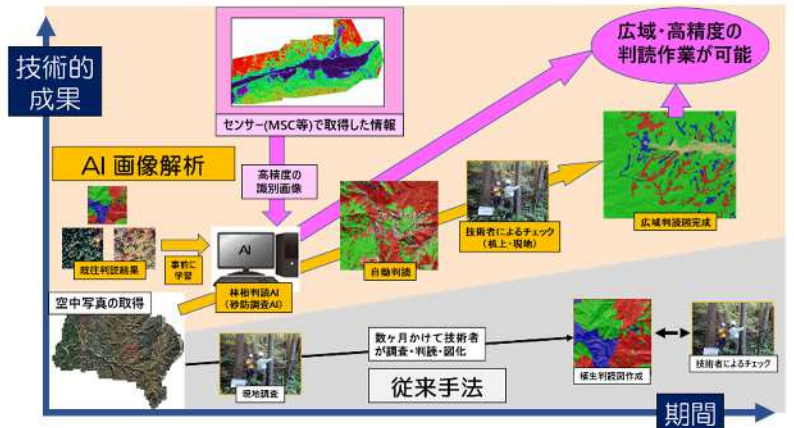 技術的
成果
センサー(MSC等)で取得した情報
広域・高精度の
判読作業が可能
AI 画像解析
高精度の
識別画像
既往判読結果
事前に
学習
AI
林相判読AI
(砂防調査AI)
自動判読
技術者によるチェック
(机上・現地)
広域判読図完成
空中写真の取得
現地調査
数ヶ月かけて技術者
が調査・判読・図化
従来手法
植生判読図作成
技術者によるチェック
期間